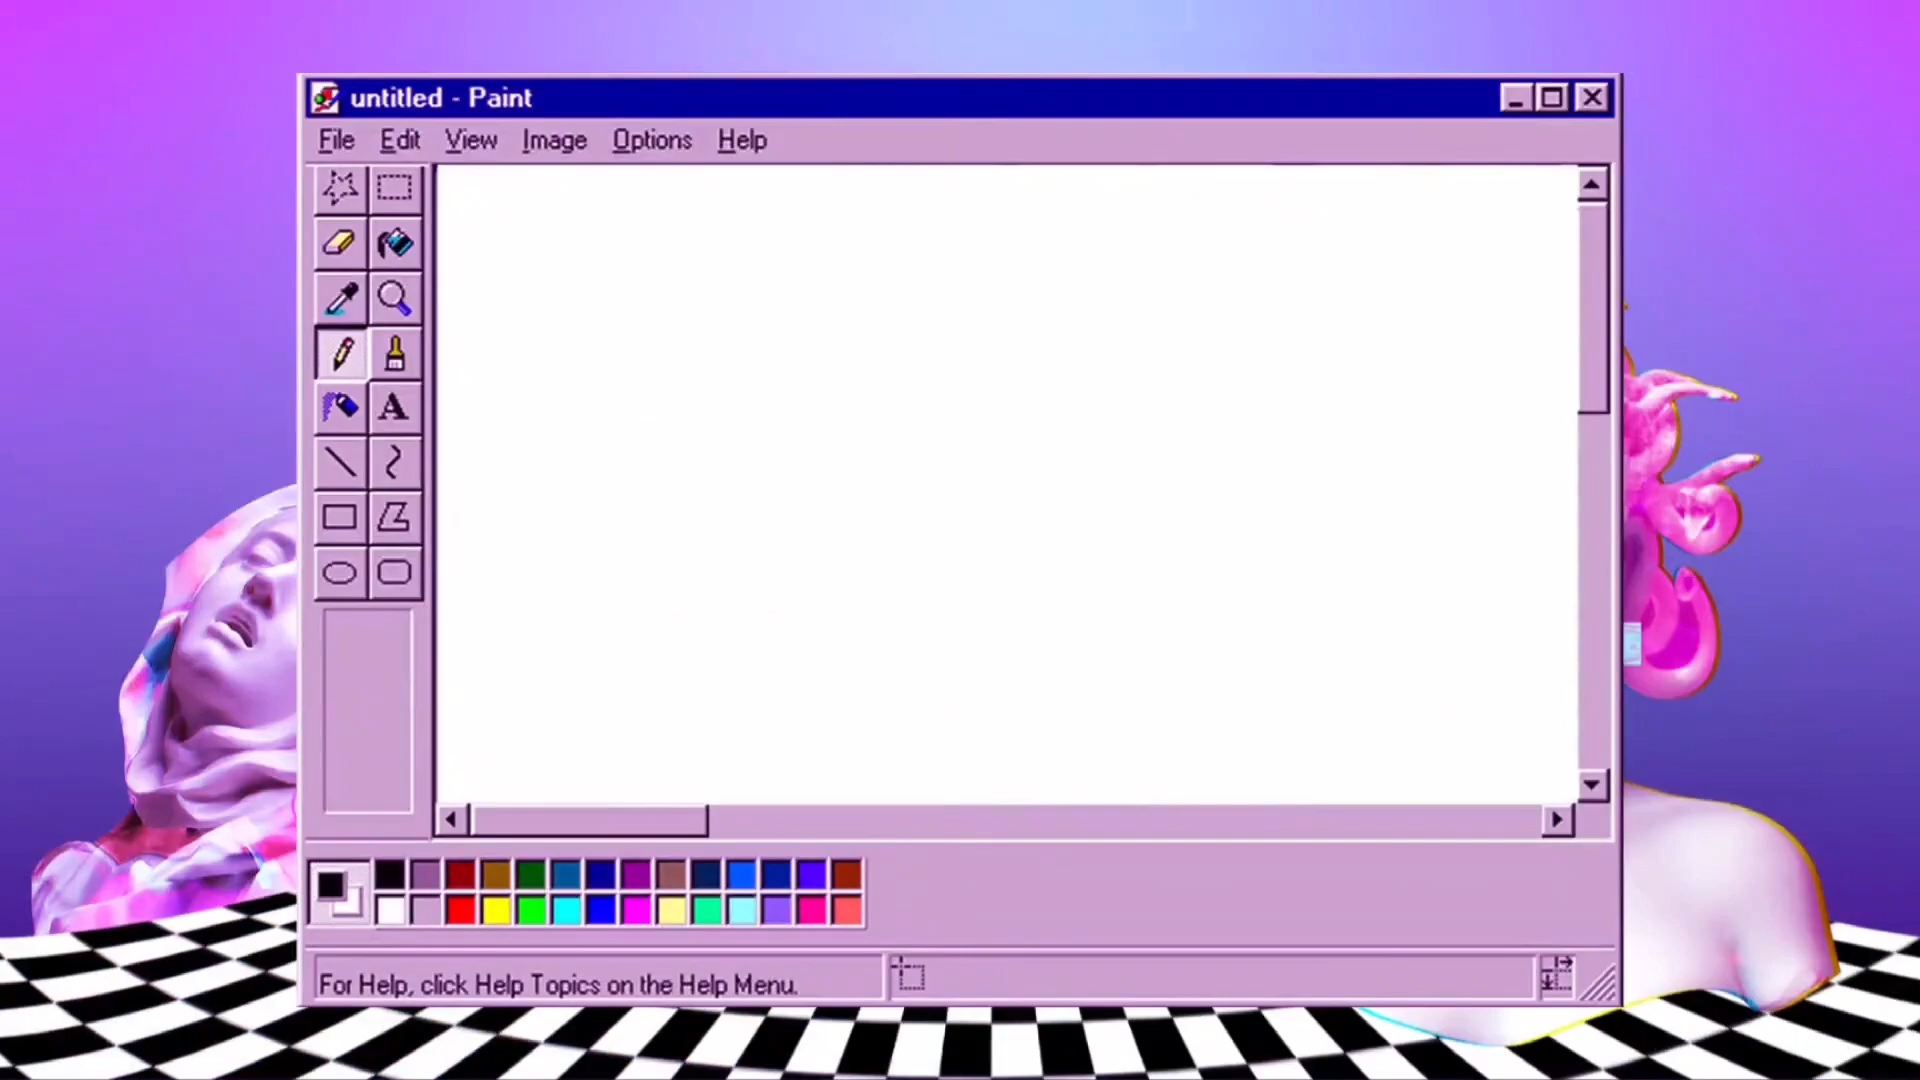 untitled - Paint
File Edit View Image Options Help
A
For Help, click Help Topics on the Help Menu.